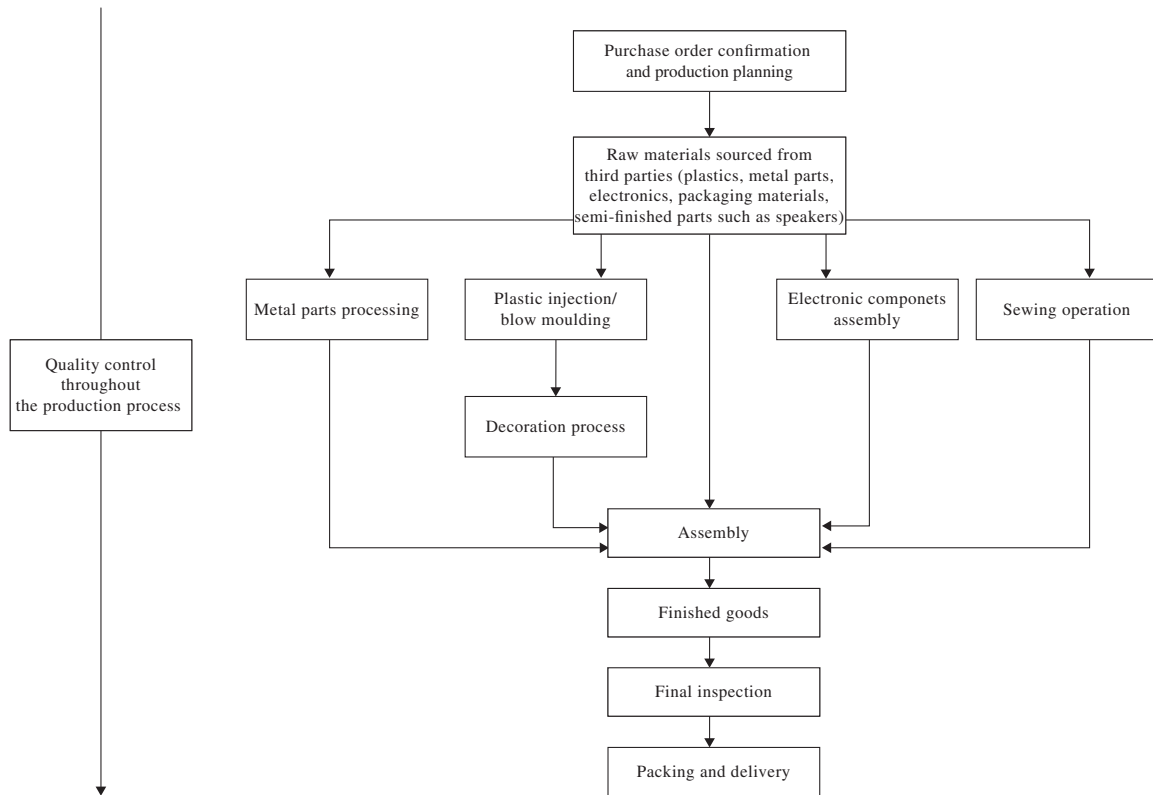 Purchase order confirmation
and production planning
Raw materials sourced from
third parties (plastics, metal parts,
electronics, packaging materials,
semi-finished parts such as speakers)
Metal parts processing
Plastic injection/
blow moulding
Electronic componets
assembly
Sewing operation
Quality control
throughout
the production process
Decoration process
Assembly
Finished goods
Final inspection
Packing and delivery